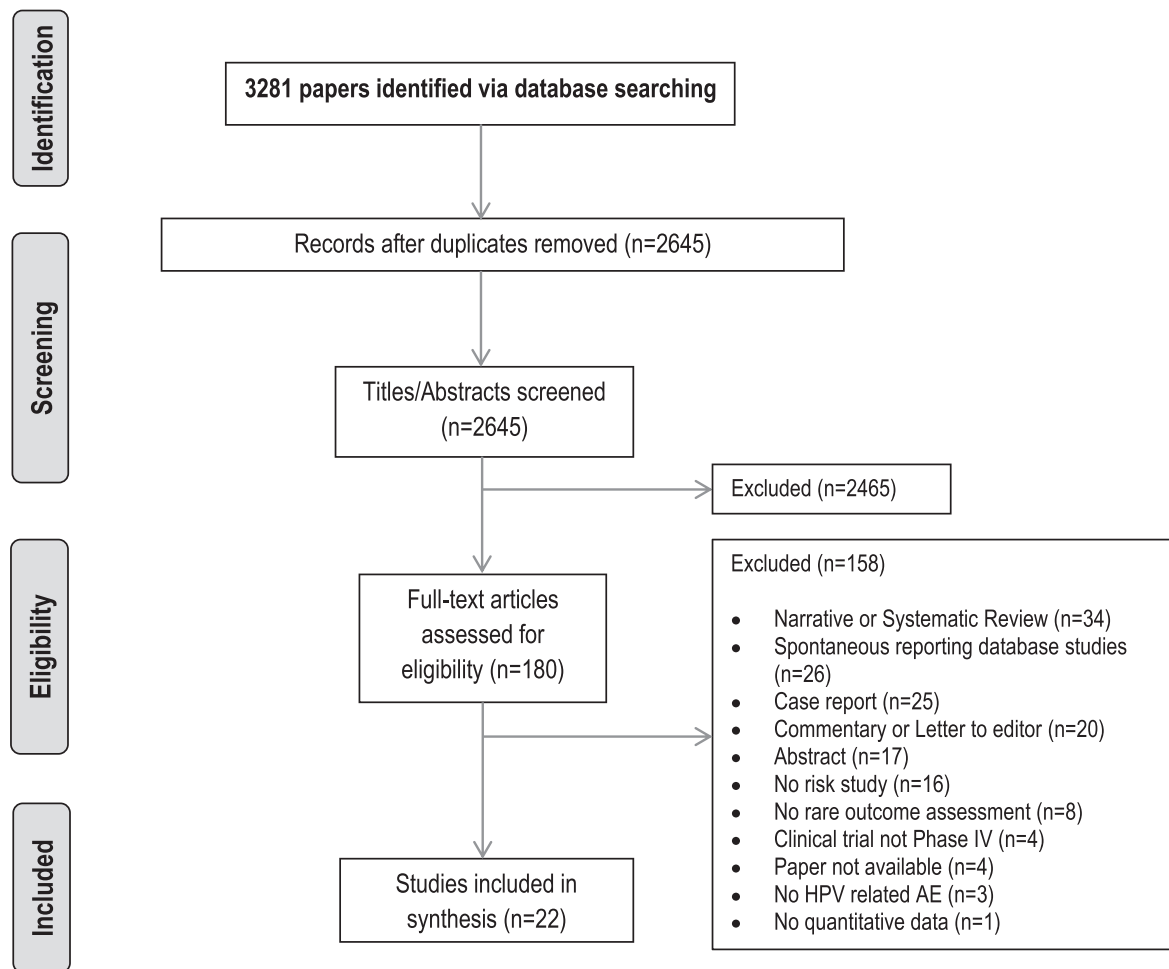 Identification
3281 papers identified via database searching
Records after duplicates removed (n=2645)
Screening
Titles/Abstracts screened
(n=2645)
Excluded (n=2465)
Eligibility
Full-text articles
assessed for
eligibility (n=180)
Excluded (n=158)
• Narrative or Systematic Review (n=34)
• Spontaneous reporting database studies
(n=26)
• Case report (n=25)
• Commentary or Letter to editor (n=20)
• Abstract (n=17)
• No risk study (n=16)
• No rare outcome assessment (n=8)
• Clinical trial not Phase IV (n=4)
• Paper not available (n=4)
• No HPV related AE (n=3)
• No quantitative data (n=1)
Included
Studies included in
synthesis (n=22)